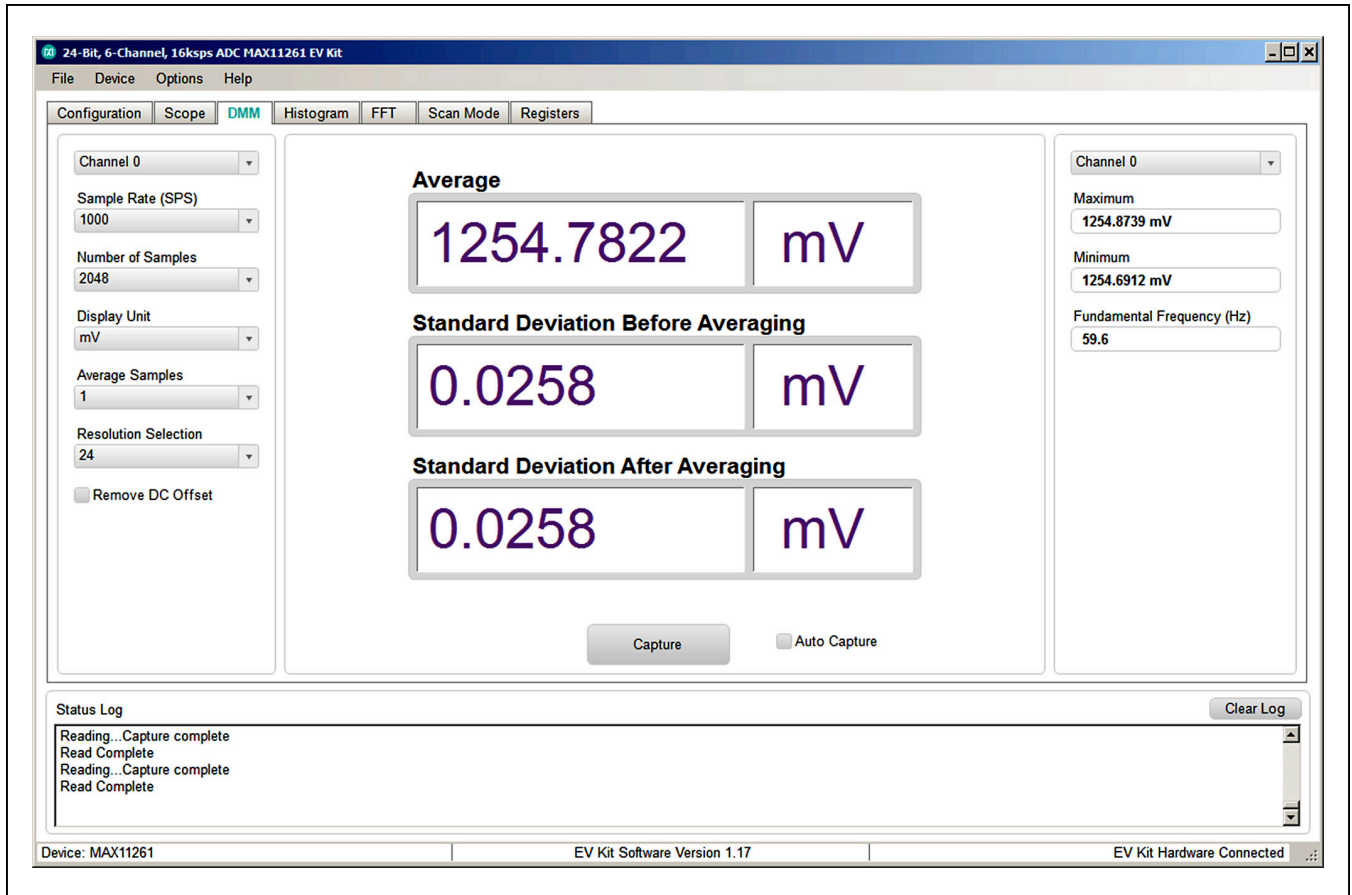 24-Bit, 6-Channel, 16ksps ADC MAX11261 EV Kit
File Device Options Help
Configuration Scope DMM Histogram FFT Scan Mode Registers
Channel 0
Sample Rate (SPS)
1000
Number of Samples
2048
Display Unit
mV
Average Samples
1
Resolution Selection
24
Remove DC Offset
Average
1254.7822 mV
Standard Deviation Before Averaging
0.0258 mV
Standard Deviation After Averaging
0.0258 mV
Capture Auto Capture
Channel 0
Maximum
1254.8739 mV
Minimum
1254.6912 mV
Fundamental Frequency (Hz)
59.6
Status Log Clear Log
Reading...Capture complete
Read Complete
Reading...Capture complete
Read Complete
Device: MAX11261 EV Kit Software Version 1.17 EV Kit Hardware Connected